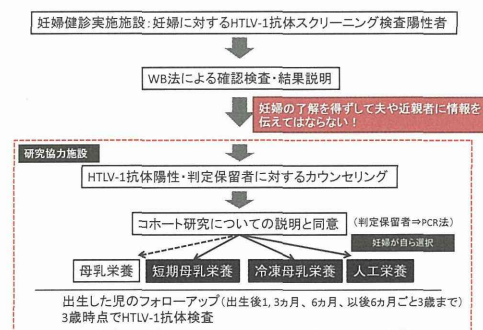 妊婦健診実施施設:妊婦に対するHTLV-1抗体スクリーニング検査陽性者
WB法による確認検査・結果説明
妊婦の了解を得ずして夫や近親者に情報を
伝えてはならない!
研究協力施設
HTLV-1抗体陽性・判定保留者に対するカウンセリング
コホート研究についての説明と同意
(判定保留者⇒PCR法)
妊婦が自ら選択
母乳栄養
短期母乳栄養
冷凍母乳栄養
人工栄養
出生した児のフォローアップ(出生後1, 3ヵ月、6ヵ月、以後6ヵ月ごと3歳まで)
3歳時点でHTLV-1抗体検査